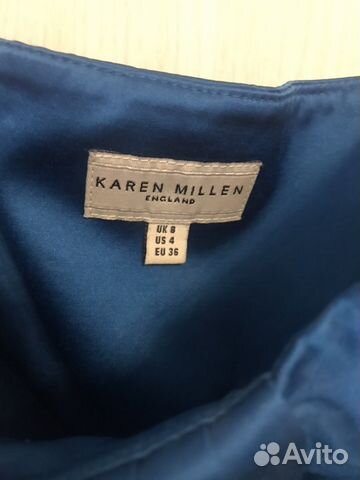 KAREN MILLEN
ENGLAND
UK 8
US 4
EU 36
Avito